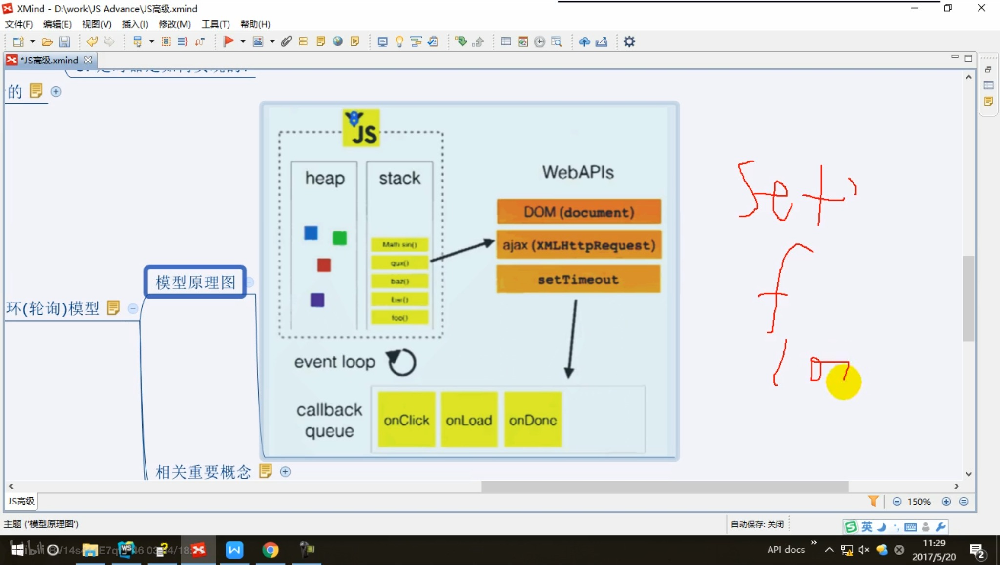 XMind - D:\work\JS Advance\JS高级.xmind
文件(F) 编辑(E) 视图(V) 插入(I) 修改(M) 工具(T) 帮助(H)
*JS高级.xmind
的
JS
heap
stack
WebAPIs
DOM (document)
ajax (XMLHttpRequest)
setTimeout
Math sin()
qux()
baz()
foo()
Set
f
模型原理图
环(轮询)模型
event loop
callback queue
onClick
onLoad
onDone
相关重要概念
JS高级
150%
主题 ('模型原理图')
自动保存: 关闭
英
bilibili
API docs
11:29
2017/5/20
2